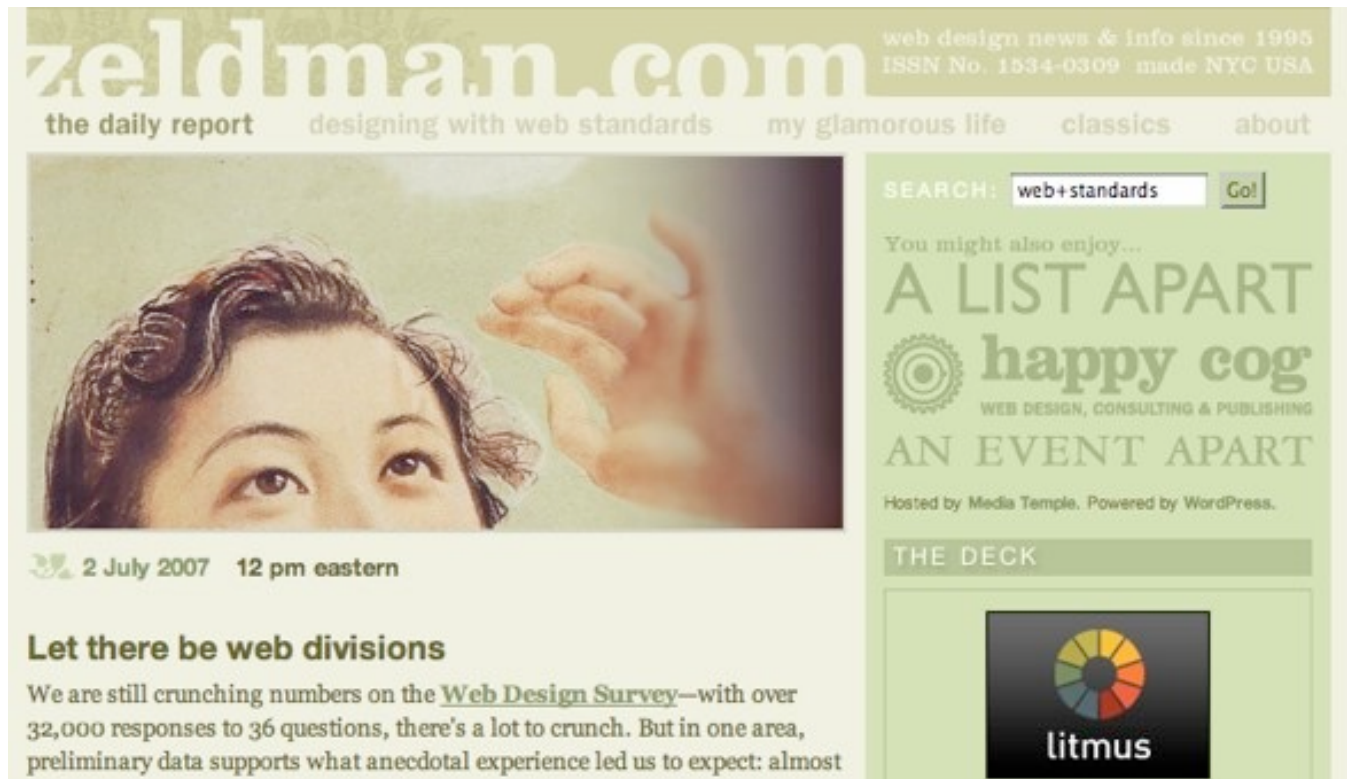 zeldman.com
web design news & info since 1995
ISSN No. 1534-0309 made NYC USA
the daily report designing with web standards my glamorous life classics about
2 July 2007 12 pm eastern
Let there be web divisions
We are still crunching numbers on the Web Design Survey—with over
32,000 responses to 36 questions, there's a lot to crunch. But in one area,
preliminary data supports what anecdotal experience led us to expect: almost
SEARCH: web+standards Go!
You might also enjoy...
A LIST APART
happy cog
WEB DESIGN, CONSULTING & PUBLISHING
AN EVENT APART
Hosted by Media Temple. Powered by WordPress.
THE DECK
litmus